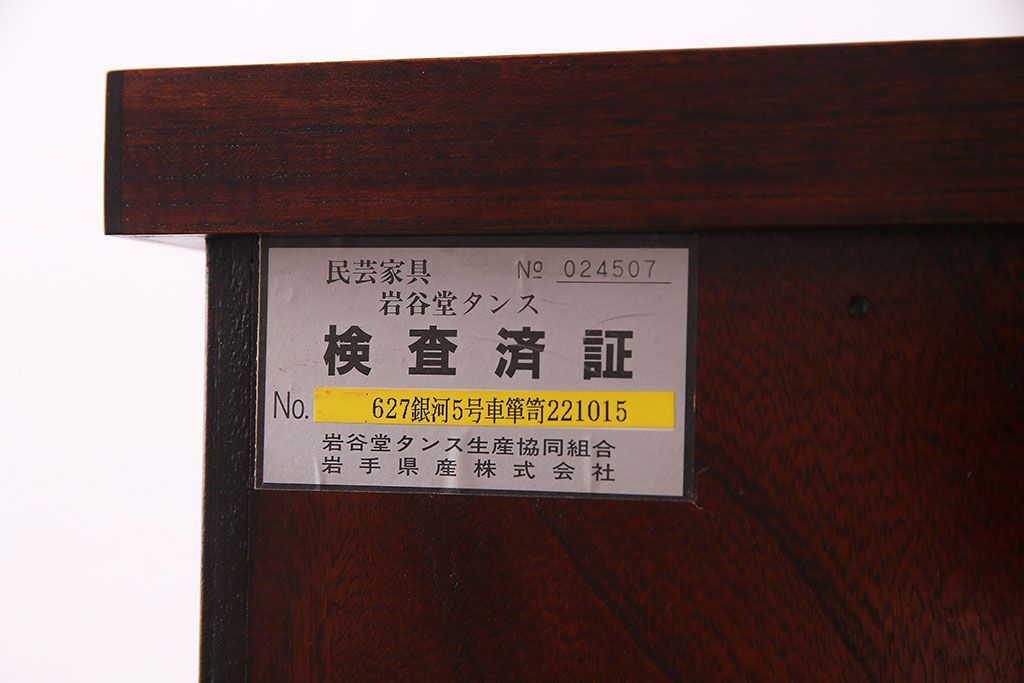 民芸家具 № 024507
岩谷堂タンス
検査済証
No. 627銀河5号車箪笥221015
岩谷堂タンス生産協同組合
岩手県産株式会社